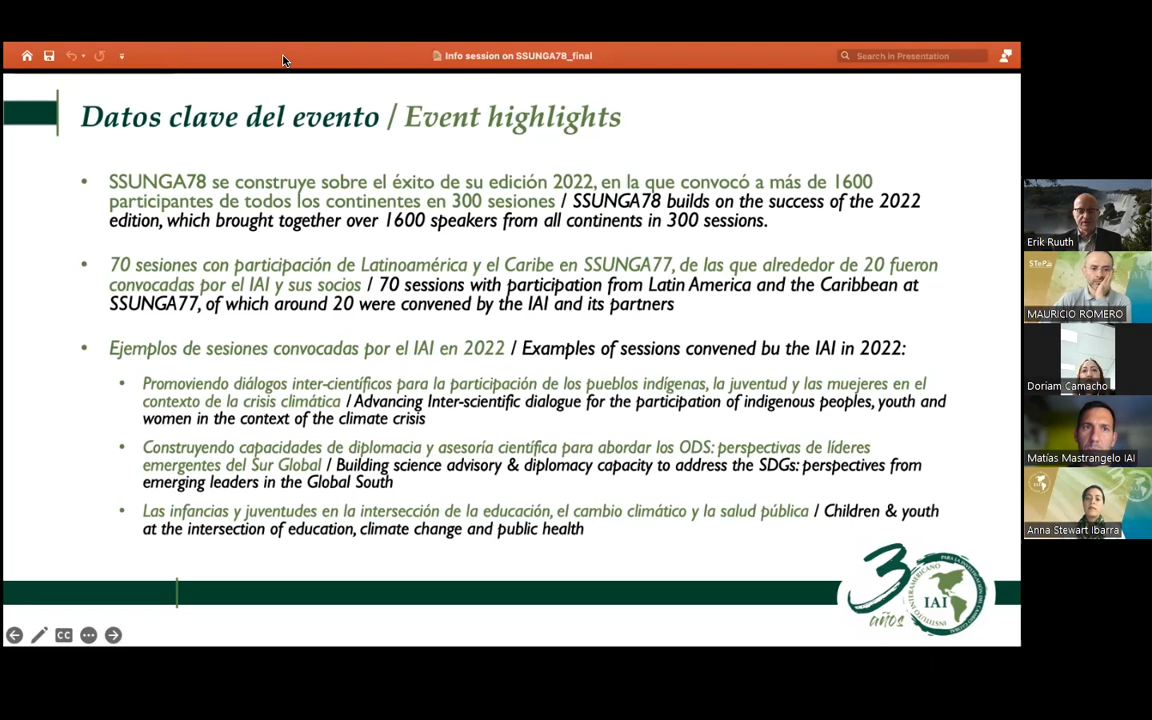 Info session on SSUNGA78_final
Search in Presentation
Datos clave del evento / Event highlights
• SSUNGA78 se construye sobre el éxito de su edición 2022, en la que convocó a más de 1600
participantes de todos los continentes en 300 sesiones / SSUNGA78 builds on the success of the 2022
edition, which brought together over 1600 speakers from all continents in 300 sessions.
• 70 sesiones con participación de Latinoamérica y el Caribe en SSUNGA77, de las que alrededor de 20 fueron
convocadas por el IAI y sus socios / 70 sessions with participation from Latin America and the Caribbean at
SSUNGA77, of which around 20 were convened by the IAI and its partners
• Ejemplos de sesiones convocadas por el IAI en 2022 / Examples of sessions convened bu the IAI in 2022:
• Promoviendo diálogos inter-científicos para la participación de los pueblos indígenas, la juventud y las muejeres en el
contexto de la crisis climática / Advancing Inter-scientific dialogue for the participation of indigenous peoples, youth and
women in the context of the climate crisis
• Construyendo capacidades de diplomacia y asesoría científica para abordar los ODS: perspectivas de líderes
emergentes del Sur Global / Building science advisory & diplomacy capacity to address the SDGs: perspectives from
emerging leaders in the Global South
• Las infancias y juventudes en la intersección de la educación, el cambio climático y la salud pública / Children & youth
at the intersection of education, climate change and public health
30
años
INSTITUTO INTERAMERICANO
PARA LA INVESTIGACIÓN DEL CAMBIO GLOBAL
IAI
CC
Erik Ruuth
STeP
MAURICIO ROMERO
Doriam Camacho
Matías Mastrangelo IAI
Anna Stewart Ibarra